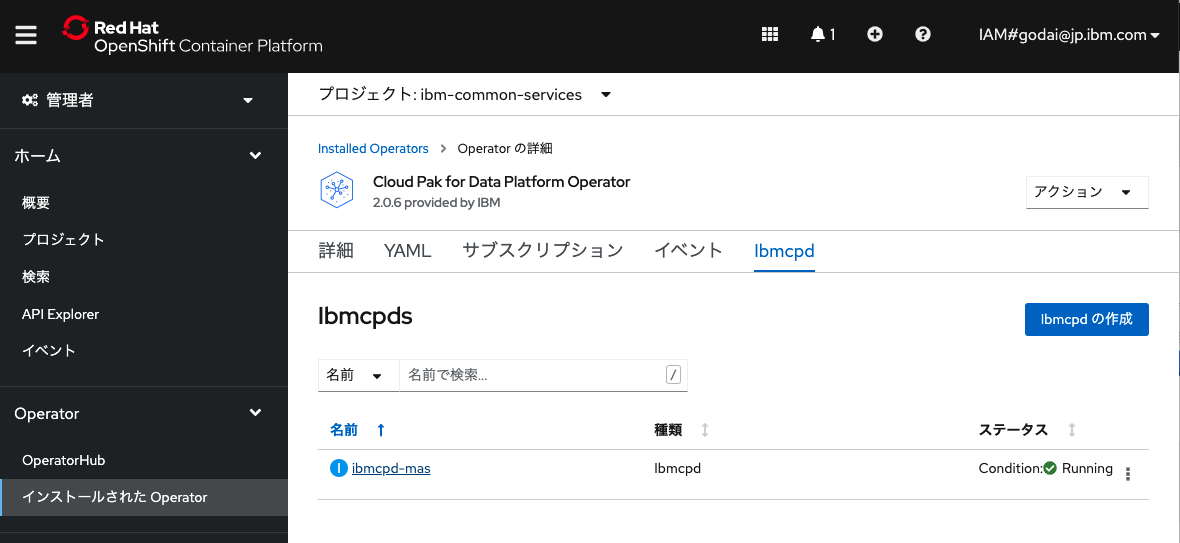 Red Hat
OpenShift Container Platform
1
IAM#godai@jp.ibm.com
管理者
ホーム
概要
プロジェクト
検索
API Explorer
イベント
Operator
OperatorHub
インストールされた Operator
プロジェクト: ibm-common-services
Installed Operators > Operator の詳細
Cloud Pak for Data Platform Operator
2.0.6 provided by IBM
アクション
詳細 YAML サブスクリプション イベント Ibmcpd
Ibmcpds
Ibmcpd の作成
名前 名前で検索... /
名前 種類 ステータス
I ibmcpd-mas Ibmcpd Condition: Running